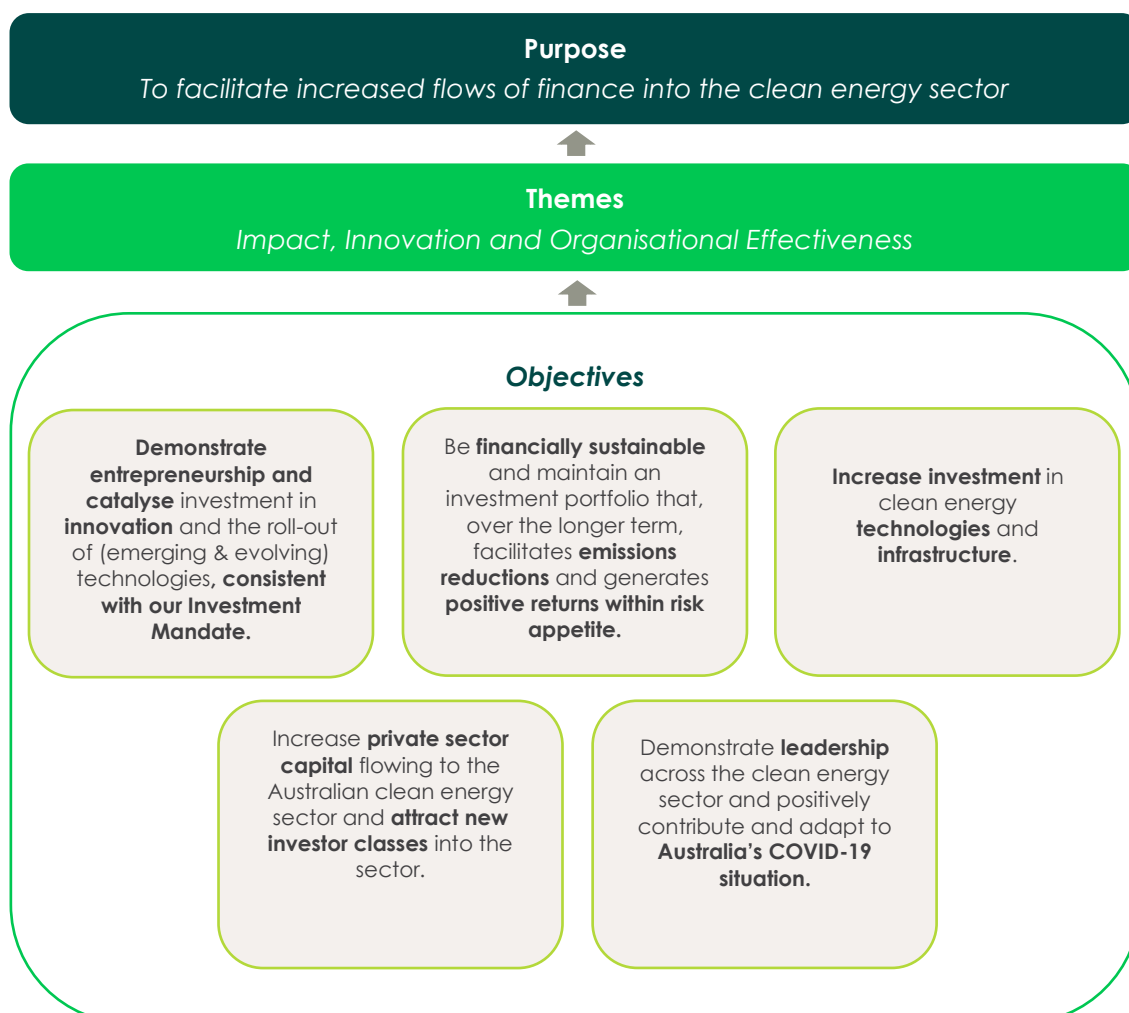 Purpose
To facilitate increased flows of finance into the clean energy sector
Themes
Impact, Innovation and Organisational Effectiveness
Objectives
Demonstrate
entrepreneurship and
catalyse investment in
innovation and the roll-out
of (emerging & evolving)
technologies, consistent
with our Investment
Mandate.
Be financially sustainable
and maintain an
investment portfolio that,
over the longer term,
facilitates emissions
reductions and generates
positive returns within risk
appetite.
Increase investment in
clean energy
technologies and
infrastructure.
Increase private sector
capital flowing to the
Australian clean energy
sector and attract new
investor classes into the
sector.
Demonstrate leadership
across the clean energy
sector and positively
contribute and adapt to
Australia's COVID-19
situation.